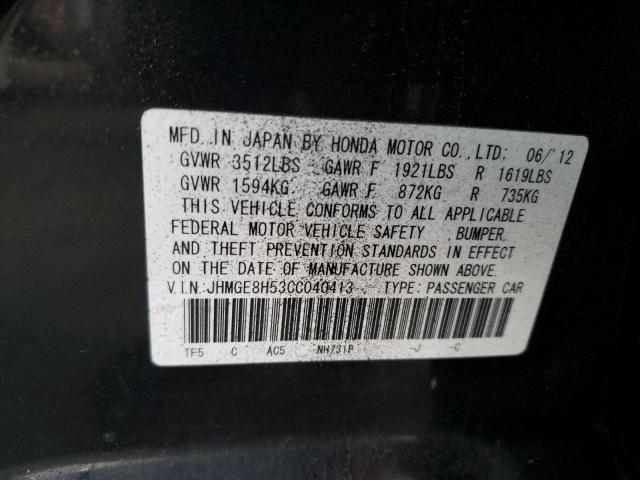 MFD. IN JAPAN BY HONDA MOTOR CO., LTD: 06/'12
GVWR 3512LBS GAWR F 1921LBS R 1619LBS
GVWR 1594KG GAWR F 872KG R 735KG
THIS VEHICLE CONFORMS TO ALL APPLICABLE
FEDERAL MOTOR VEHICLE SAFETY , BUMPER,
AND THEFT PREVENTION STANDARDS IN EFFECT
ON THE DATE OF MANUFACTURE SHOWN ABOVE.
V.I.N. JHMGE8H53CC040413 TYPE: PASSENGER CAR
TF5 C AC5 NH731P -J -C